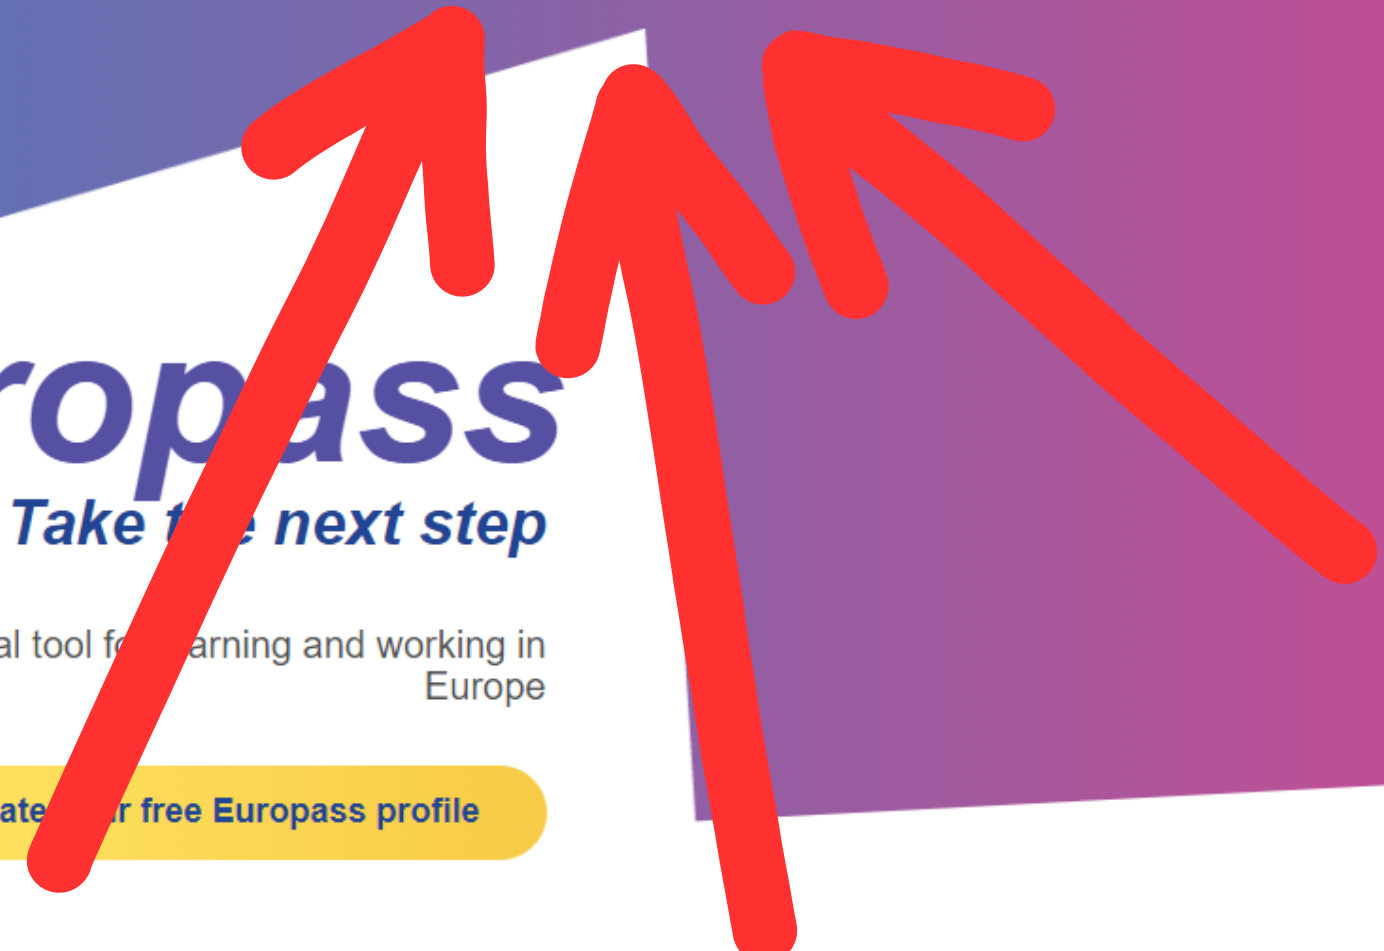 ropass
Take next step
al tool arning and working in
Europe
ate free Europass profile